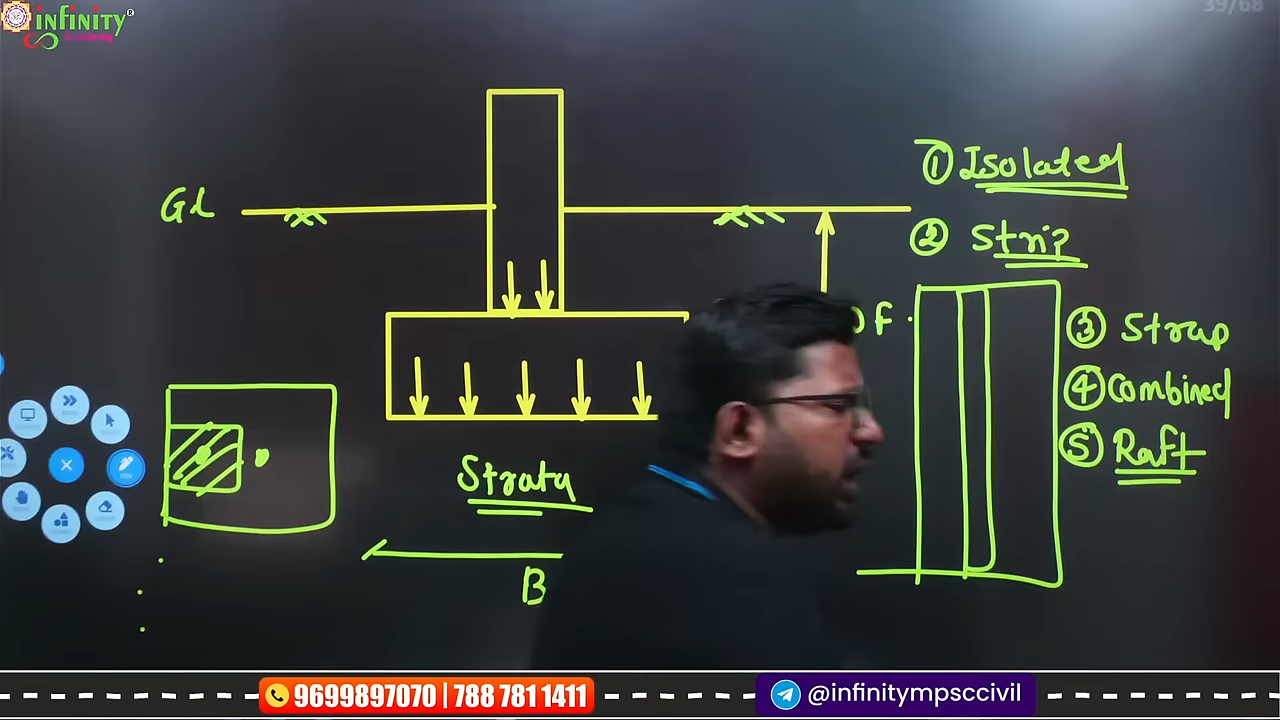 infinity
Academy
39/68
① Isolated
GL
② Strip
Df
③ Strap
④ Combined
⑤ Raft
Strata
B
9699897070 | 788 781 1411
@infinitympsccivil